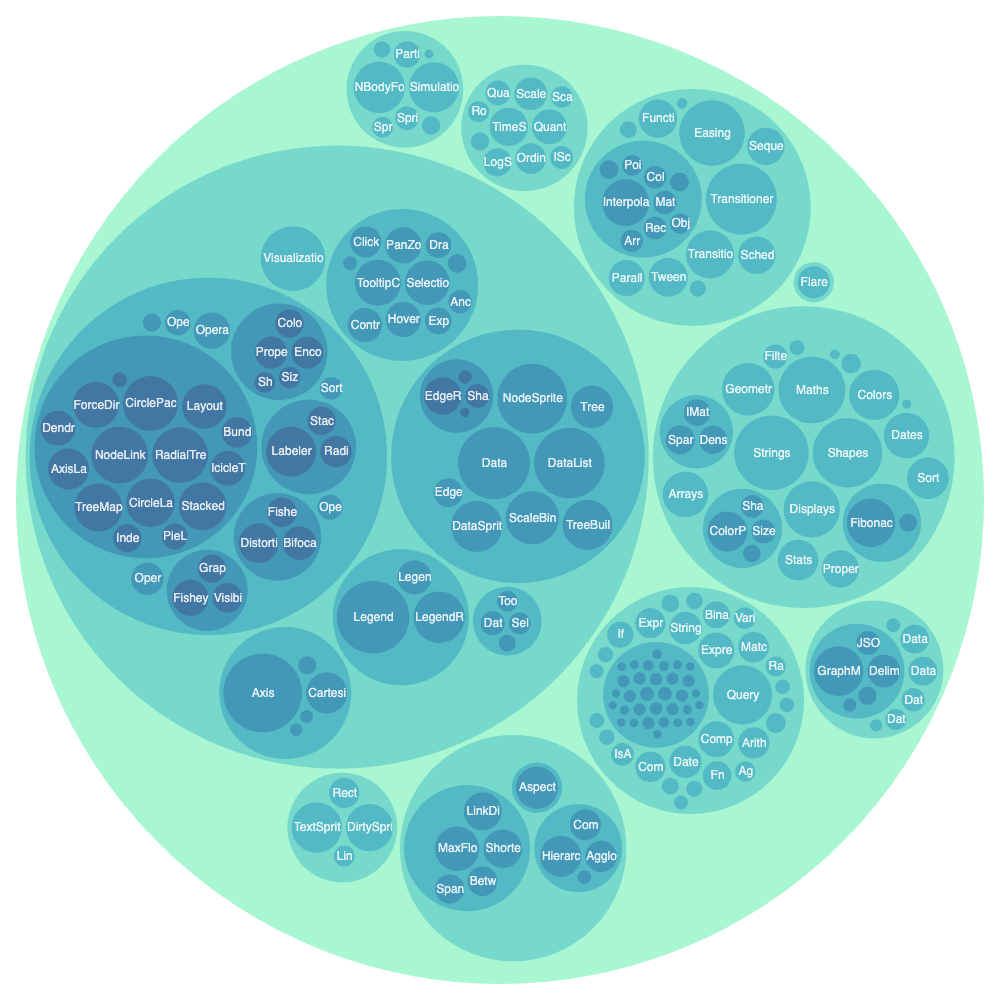 Parti
NBodyFo
Simulatio
Spri
Spr
Qua
Scale
Sca
Ro
TimeS
Quant
LogS
Ordin
ISc
Functi
Easing
Seque
Poi
Col
Interpola
Mat
Transitioner
Rec
Obj
Arr
Transitio
Sched
Parall
Tween
Flare
Visualizatio
Click
PanZo
Dra
TooltipC
Selectio
Anc
Contr
Hover
Exp
Ope
Opera
Colo
Prope
Enco
Sh
Siz
Sort
ForceDir
CirclePac
Layout
Dendr
Bund
NodeLink
RadialTre
AxisLa
IcicleT
TreeMap
CircleLa
Stacked
Inde
PieL
Stac
Labeler
Radi
Ope
Fishe
Distorti
Bifoca
Oper
Grap
Fishey
Visibi
EdgeR
Sha
NodeSprite
Tree
Data
DataList
Edge
DataSprit
ScaleBin
TreeBuil
Legen
Legend
LegendR
Too
Dat
Sel
Axis
Cartesi
Filte
Geometr
Maths
Colors
IMat
Spar
Dens
Strings
Shapes
Dates
Sort
Arrays
Sha
ColorP
Size
Displays
Fibonac
Stats
Proper
If
Expr
String
Bina
Vari
Expre
Matc
Ra
Query
IsA
Com
Date
Comp
Arith
Fn
Ag
JSO
GraphM
Delim
Data
Data
Dat
Dat
Rect
TextSprit
DirtySpri
Lin
Aspect
LinkDi
MaxFlo
Shorte
Span
Betw
Com
Hierarc
Agglo